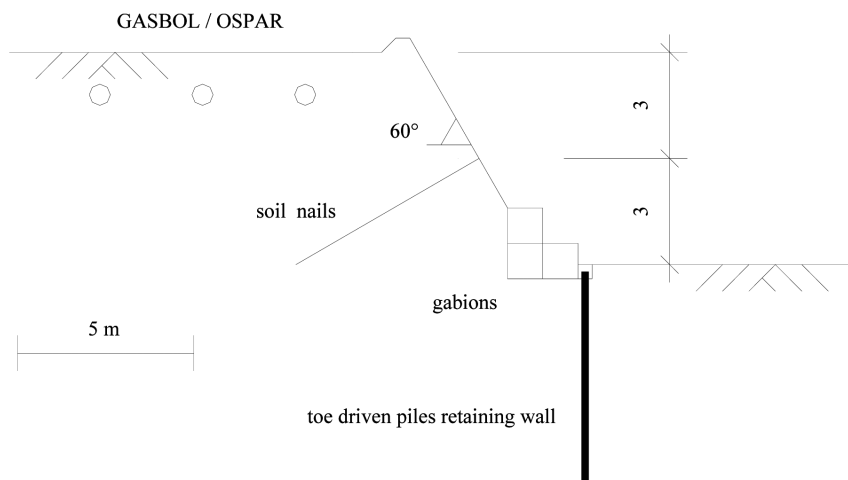 GASBOL / OSPAR
3
60°
soil nails
3
gabions
5 m
toe driven piles retaining wall